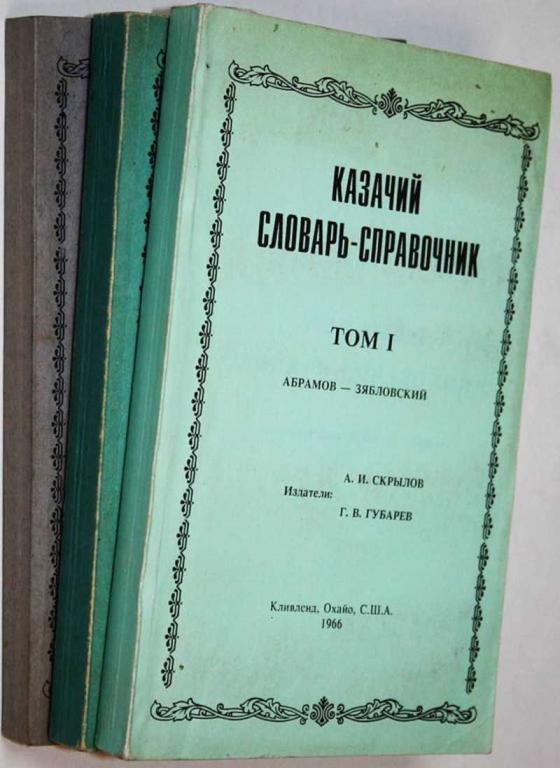 КАЗАЧИЙ
СЛОВАРЬ-СПРАВОЧНИК
ТОМ I
АБРАМОВ — ЗЯБЛОВСКИЙ
А. И. СКРЫЛОВ
Издатели:
Г. В. ГУБАРЕВ
Кливленд, Охайо, С.Ш.А.
1966